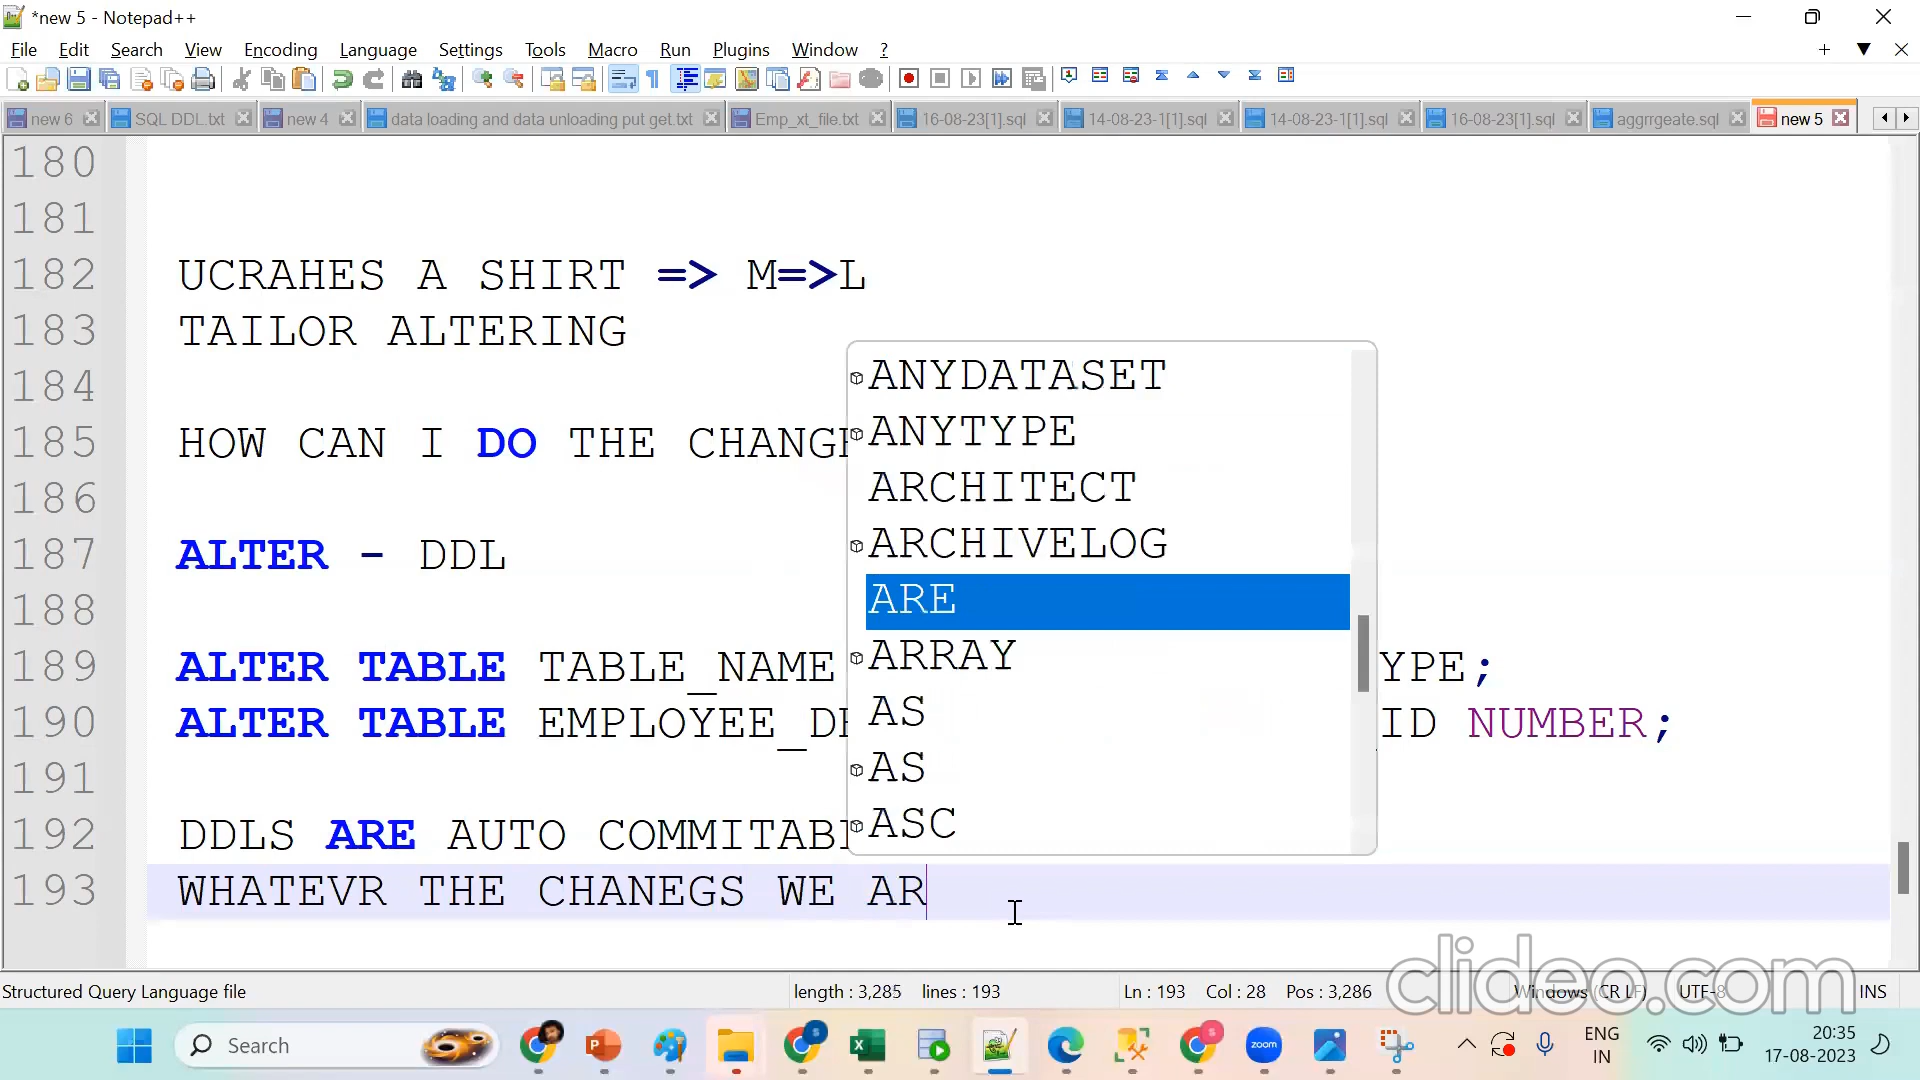 *new 5 - Notepad++
File Edit Search View Encoding Language Settings Tools Macro Run Plugins Window ?
new 6 SQL DDL.txt new 4 data loading and data unloading put get.txt Emp_xt_file.txt 16-08-23[1].sql 14-08-23-1[1].sql 14-08-23-1[1].sql 16-08-23[1].sql aggrrgeate.sql new 5
180
181
182 UCRAHES A SHIRT => M=>L
183 TAILOR ALTERING
184
185 HOW CAN I DO THE CHANG
186
187 ALTER - DDL
188
189 ALTER TABLE TABLE_NAME YPE;
190 ALTER TABLE EMPLOYEE_D ID NUMBER;
191
192 DDLS ARE AUTO COMMITAB
193 WHATEVR THE CHANEGS WE AR
ANYDATASET
ANYTYPE
ARCHITECT
ARCHIVELOG
ARE
ARRAY
AS
AS
ASC
clideo.com
Structured Query Language file length : 3,285 lines : 193 Ln : 193 Col : 28 Pos : 3,286 Windows (CR LF) UTF-8 INS
Search zoom ENG 20:35
IN 17-08-2023